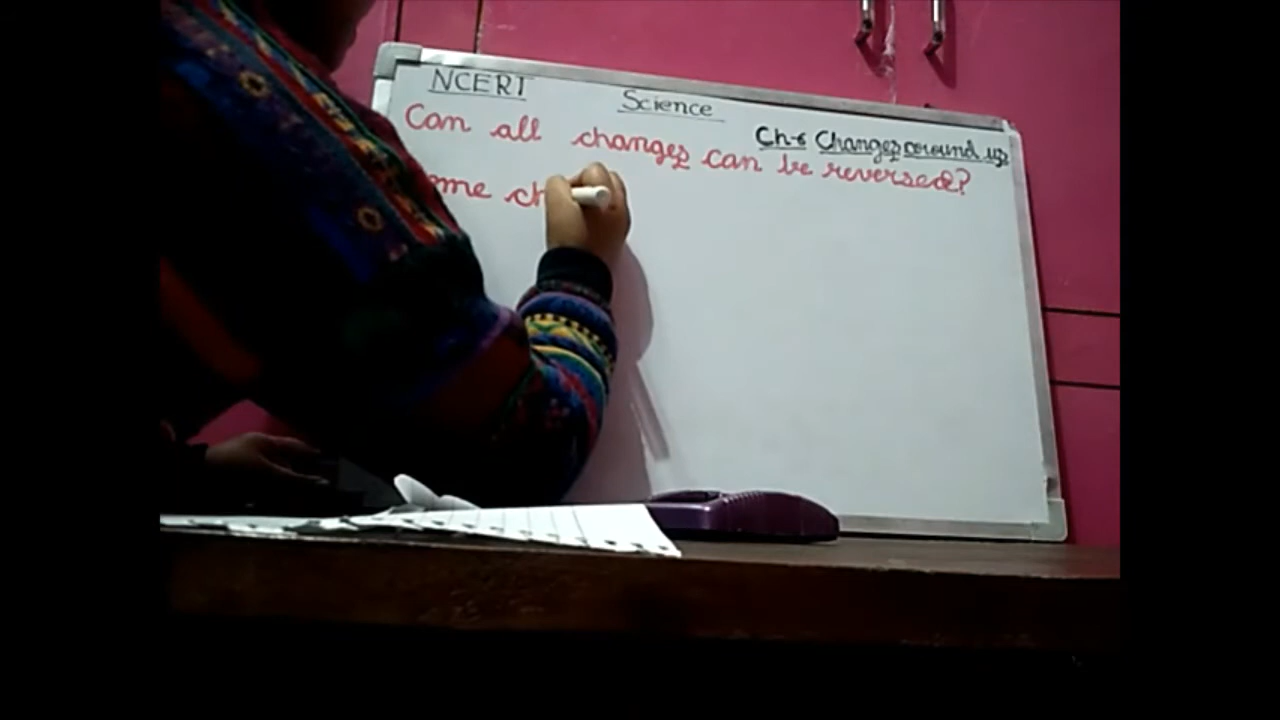 NCERT
Science
Ch-6 Changes around us
Can all changes can be reversed?
ome ch